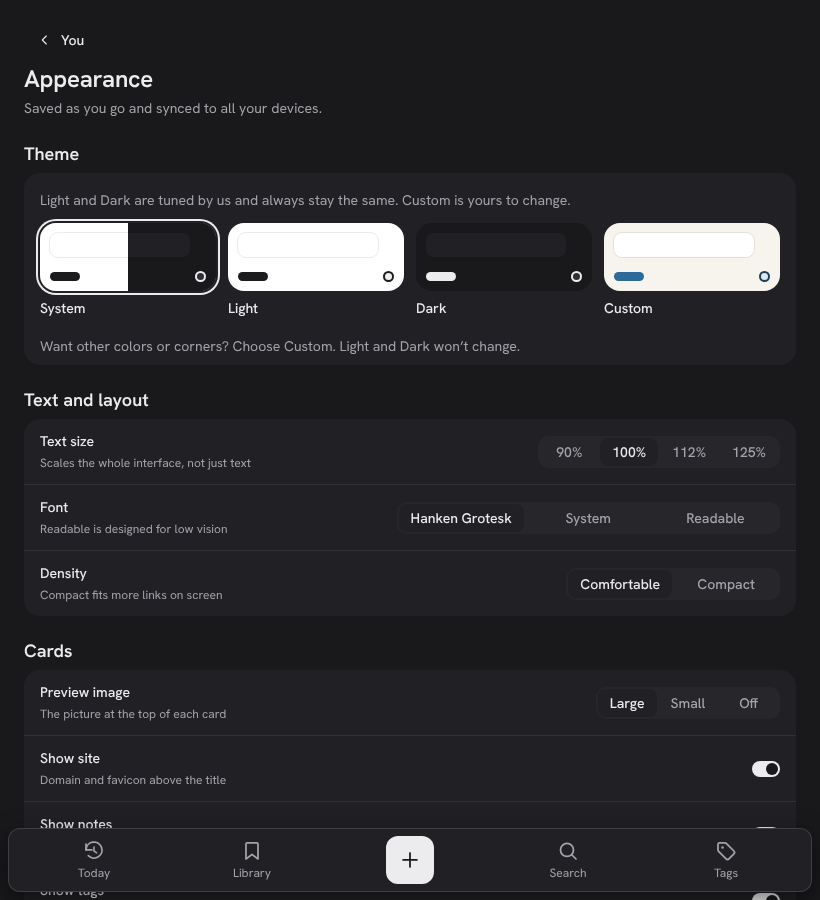 You
Appearance
Saved as you go and synced to all your devices.
Theme
Light and Dark are tuned by us and always stay the same. Custom is yours to change.
System
Light
Dark
Custom
Want other colors or corners? Choose Custom. Light and Dark won’t change.
Text and layout
Text size
Scales the whole interface, not just text
90%
100%
112%
125%
Font
Readable is designed for low vision
Hanken Grotesk
System
Readable
Density
Compact fits more links on screen
Comfortable
Compact
Cards
Preview image
The picture at the top of each card
Large
Small
Off
Show site
Domain and favicon above the title
Show notes
Today
Library
Search
Tags
Show tags